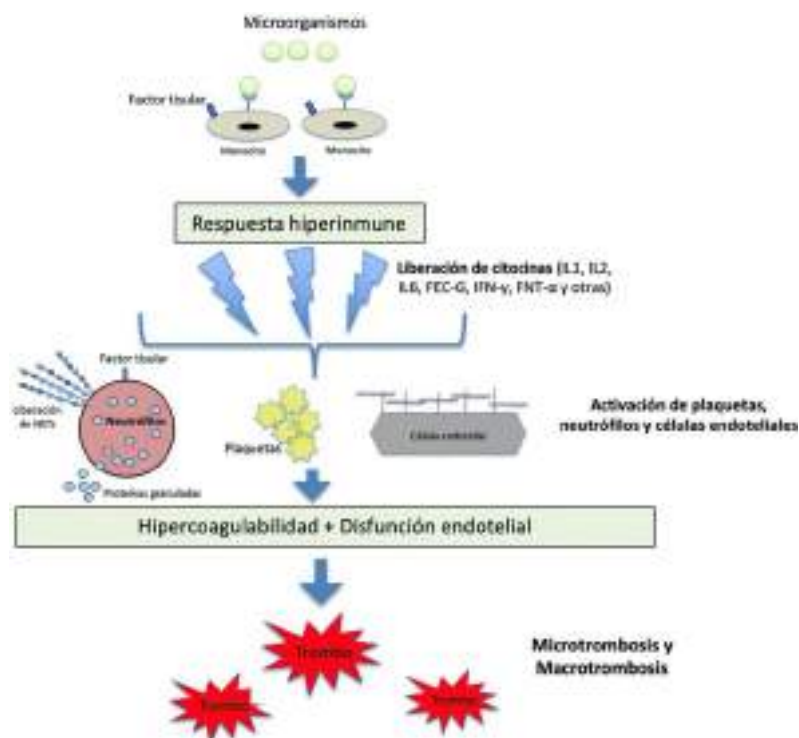 Microorganismos
Factor tisular
Monocito
Monocito
Respuesta hiperinmune
Liberación de citocinas (IL1, IL2,
IL6, FEC-G, IFN-γ, FNT-α y otras)
Factor tisular
Liberación
de NETs
Neutrófilos
Plaquetas
Célula endotelial
Activación de plaquetas,
neutrófilos y células endoteliales
Proteínas granuladas
Hipercoagulabilidad + Disfunción endotelial
Trombo
Microtrombosis y
Macrotrombosis
Trombo
Trombo